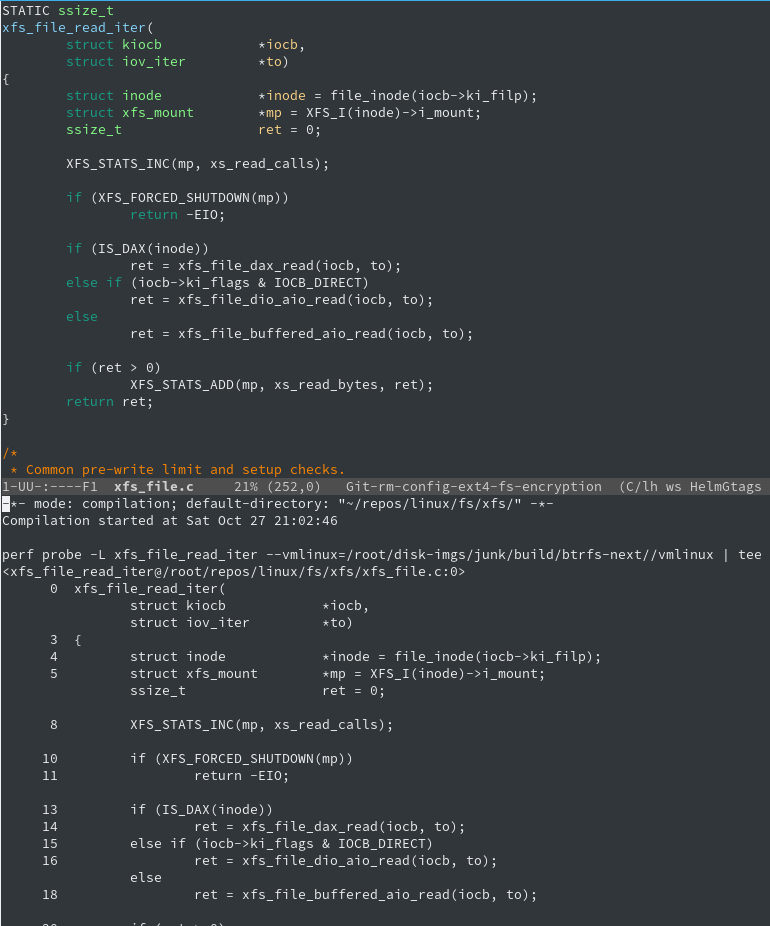 STATIC ssize_t
xfs_file_read_iter(
        struct kiocb            *iocb,
        struct iov_iter         *to)
{
        struct inode            *inode = file_inode(iocb->ki_filp);
        struct xfs_mount        *mp = XFS_I(inode)->i_mount;
        ssize_t                 ret = 0;

        XFS_STATS_INC(mp, xs_read_calls);

        if (XFS_FORCED_SHUTDOWN(mp))
                return -EIO;

        if (IS_DAX(inode))
                ret = xfs_file_dax_read(iocb, to);
        else if (iocb->ki_flags & IOCB_DIRECT)
                ret = xfs_file_dio_aio_read(iocb, to);
        else
                ret = xfs_file_buffered_aio_read(iocb, to);

        if (ret > 0)
                XFS_STATS_ADD(mp, xs_read_bytes, ret);
        return ret;
}

/*
 * Common pre-write limit and setup checks.
1-UU-:----F1  xfs_file.c     21% (252,0)   Git-rm-config-ext4-fs-encryption  (C/lh ws HelmGtags
-*- mode: compilation; default-directory: "~/repos/linux/fs/xfs/" -*-
Compilation started at Sat Oct 27 21:02:46

perf probe -L xfs_file_read_iter --vmlinux=/root/disk-imgs/junk/build/btrfs-next//vmlinux | tee
<xfs_file_read_iter@/root/repos/linux/fs/xfs/xfs_file.c:0>
      0  xfs_file_read_iter(
                struct kiocb            *iocb,
                struct iov_iter         *to)
      3  {
      4         struct inode            *inode = file_inode(iocb->ki_filp);
      5         struct xfs_mount        *mp = XFS_I(inode)->i_mount;
                ssize_t                 ret = 0;

      8         XFS_STATS_INC(mp, xs_read_calls);

     10         if (XFS_FORCED_SHUTDOWN(mp))
     11                 return -EIO;

     13         if (IS_DAX(inode))
     14                 ret = xfs_file_dax_read(iocb, to);
     15         else if (iocb->ki_flags & IOCB_DIRECT)
     16                 ret = xfs_file_dio_aio_read(iocb, to);
                else
     18                 ret = xfs_file_buffered_aio_read(iocb, to);